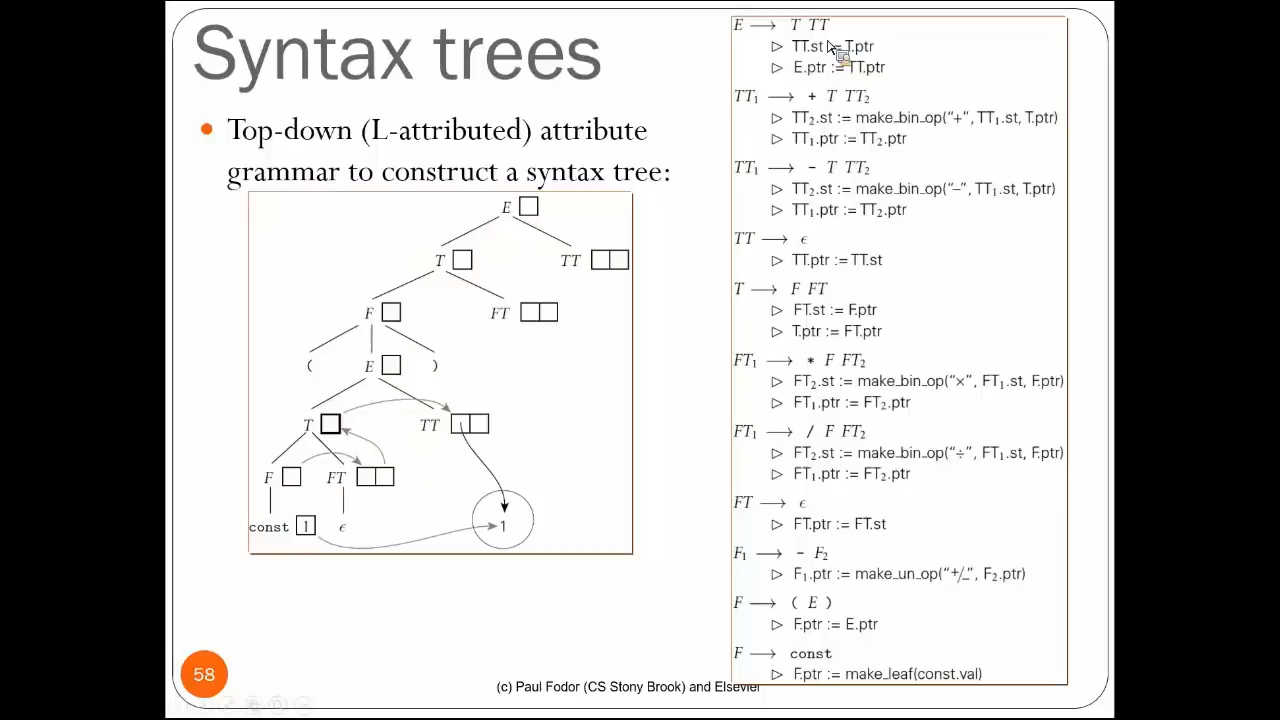 Syntax trees
• Top-down (L-attributed) attribute
grammar to construct a syntax tree:
E
T TT
F FT
( E )
T TT
F FT
const 1 ϵ 1
E ⟶ T TT
▷ TT.st := T.ptr
▷ E.ptr := TT.ptr
TT₁ ⟶ + T TT₂
▷ TT₂.st := make_bin_op(“+”, TT₁.st, T.ptr)
▷ TT₁.ptr := TT₂.ptr
TT₁ ⟶ - T TT₂
▷ TT₂.st := make_bin_op(“–”, TT₁.st, T.ptr)
▷ TT₁.ptr := TT₂.ptr
TT ⟶ ϵ
▷ TT.ptr := TT.st
T ⟶ F FT
▷ FT.st := F.ptr
▷ T.ptr := FT.ptr
FT₁ ⟶ * F FT₂
▷ FT₂.st := make_bin_op(“×”, FT₁.st, F.ptr)
▷ FT₁.ptr := FT₂.ptr
FT₁ ⟶ / F FT₂
▷ FT₂.st := make_bin_op(“÷”, FT₁.st, F.ptr)
▷ FT₁.ptr := FT₂.ptr
FT ⟶ ϵ
▷ FT.ptr := FT.st
F₁ ⟶ - F₂
▷ F₁.ptr := make_un_op(“+/_”, F₂.ptr)
F ⟶ ( E )
▷ F.ptr := E.ptr
F ⟶ const
▷ F.ptr := make_leaf(const.val)
58
(c) Paul Fodor (CS Stony Brook) and Elsevier